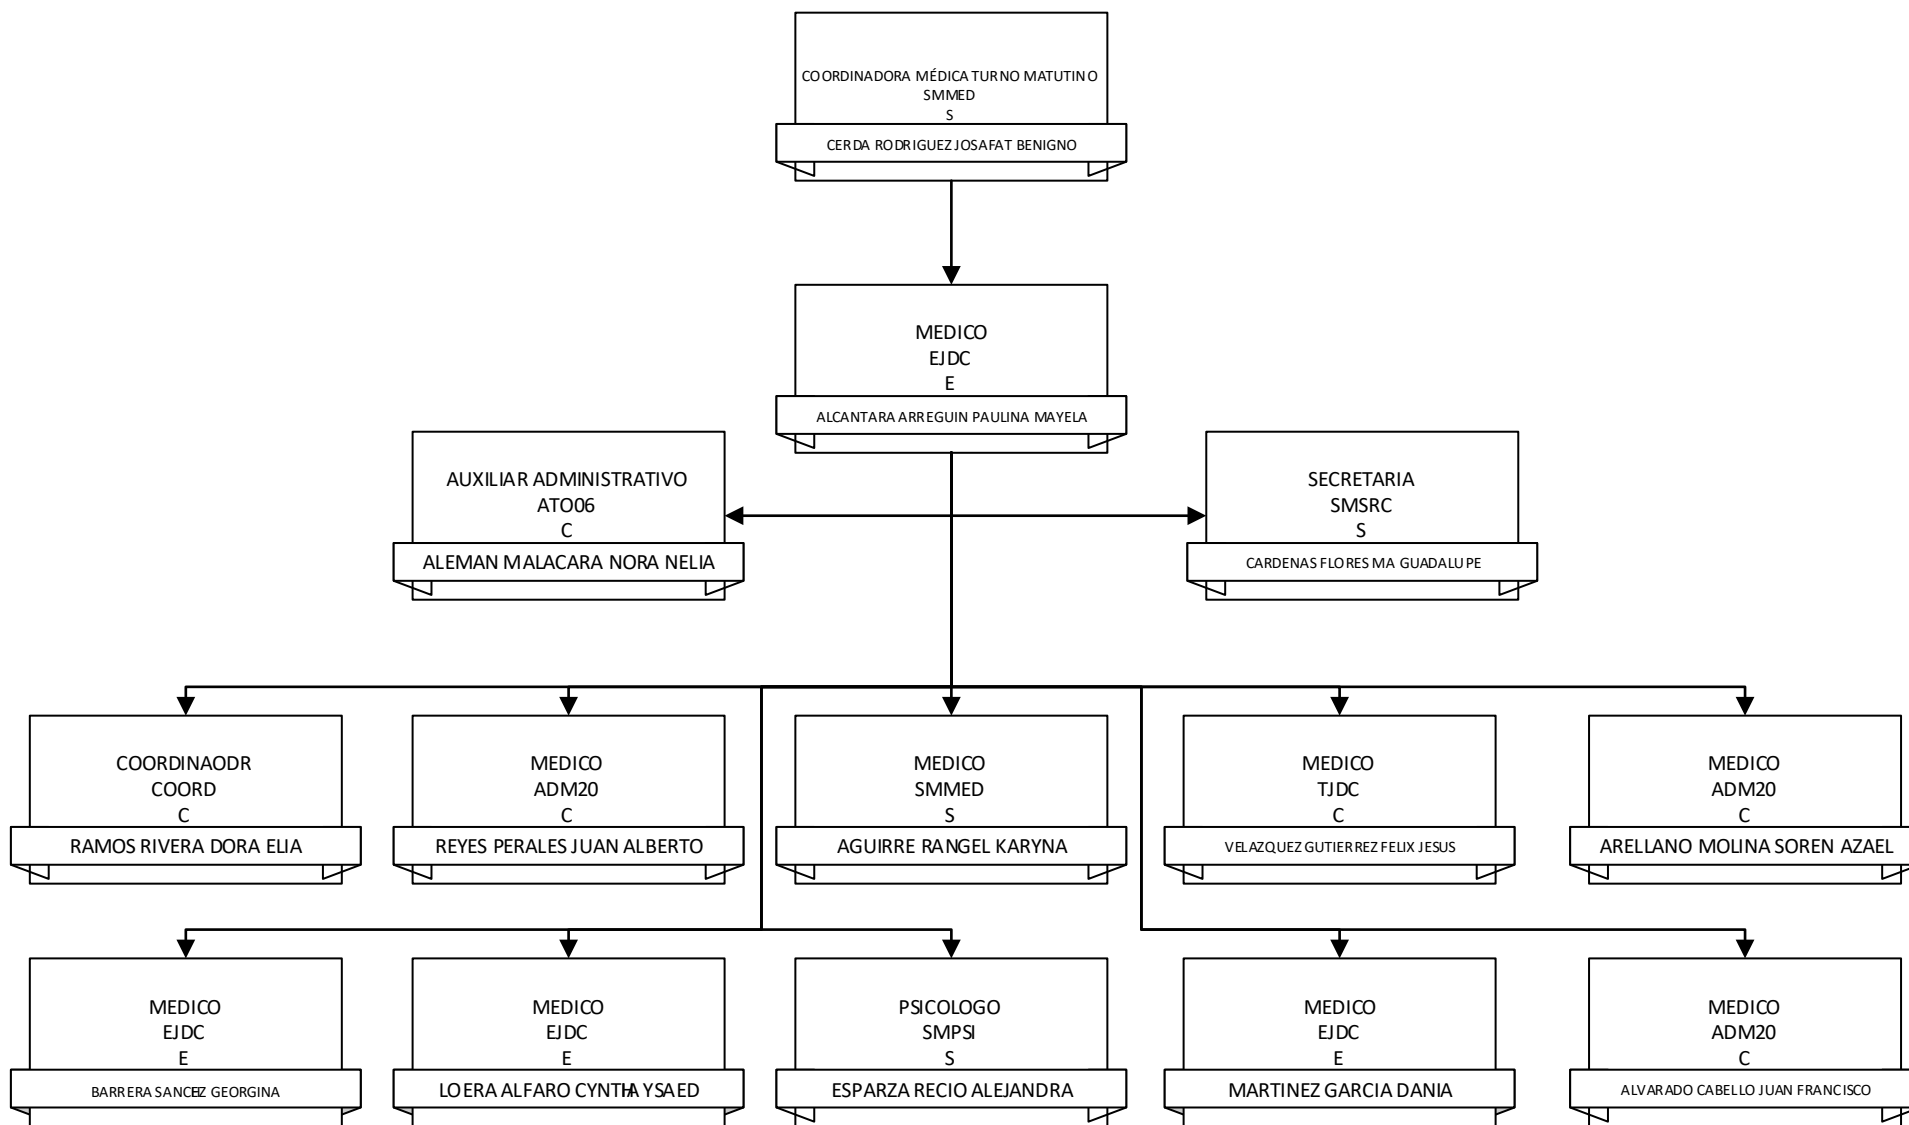 COORDINADORA MÉDICA TURNO MATUTINO
SMMED
S
CERDA RODRIGUEZ JOSAFAT BENIGNO
MEDICO
EJDC
E
ALCANTARA ARREGUIN PAULINA MAYELA
AUXILIAR ADMINISTRATIVO
ATO06
C
ALEMAN MALACARA NORA NELIA
SECRETARIA
SMSRC
S
CARDENAS FLORES MA GUADALUPE
COORDINAODR
COORD
C
RAMOS RIVERA DORA ELIA
MEDICO
ADM20
C
REYES PERALES JUAN ALBERTO
MEDICO
SMMED
S
AGUIRRE RANGEL KARYNA
MEDICO
TJDC
C
VELAZQUEZ GUTIERREZ FELIX JESUS
MEDICO
ADM20
C
ARELLANO MOLINA SOREN AZAEL
MEDICO
EJDC
E
BARRERA SANCHEZ GEORGINA
MEDICO
EJDC
E
LOERA ALFARO CYNTHIA YSAED
PSICOLOGO
SMPSI
S
ESPARZA RECIO ALEJANDRA
MEDICO
EJDC
E
MARTINEZ GARCIA DANIA
MEDICO
ADM20
C
ALVARADO CABELLO JUAN FRANCISCO